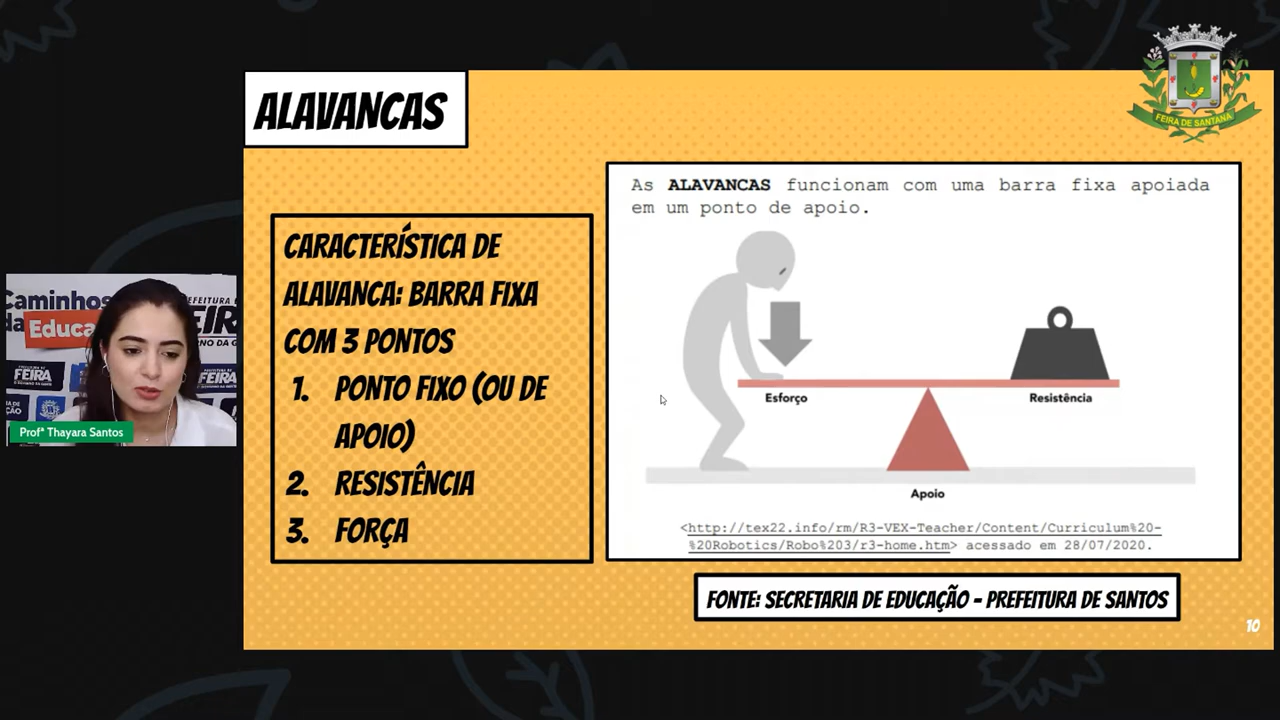 ALAVANCAS
FEIRA DE SANTANA
CARACTERÍSTICA DE
ALAVANCA: BARRA FIXA
COM 3 PONTOS
1. PONTO FIXO (OU DE
APOIO)
2. RESISTÊNCIA
3. FORÇA
As ALAVANCAS funcionam com uma barra fixa apoiada
em um ponto de apoio.
Esforço
Resistência
Apoio
<http://tex22.info/rm/R3-VEX-Teacher/Content/Curriculum%20-
%20Robotics/Robo%203/r3-home.htm> acessado em 28/07/2020.
FONTE: SECRETARIA DE EDUCAÇÃO - PREFEITURA DE SANTOS
10
Caminhos
da
Educa
Profª Thayara Santos